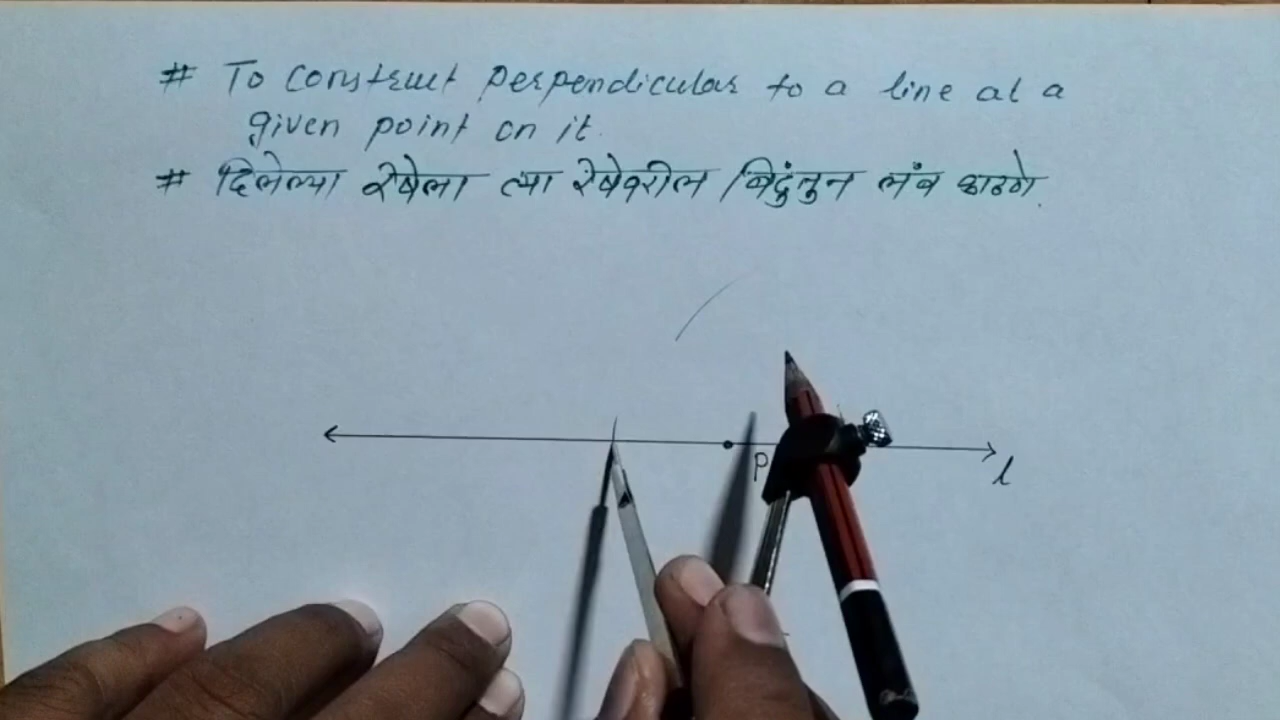 # To construct perpendicular to a line at a
given point on it.
# दिलेल्या रेषेला त्या रेषेवरील बिंदुंतुन लंब काढणे.
P
l